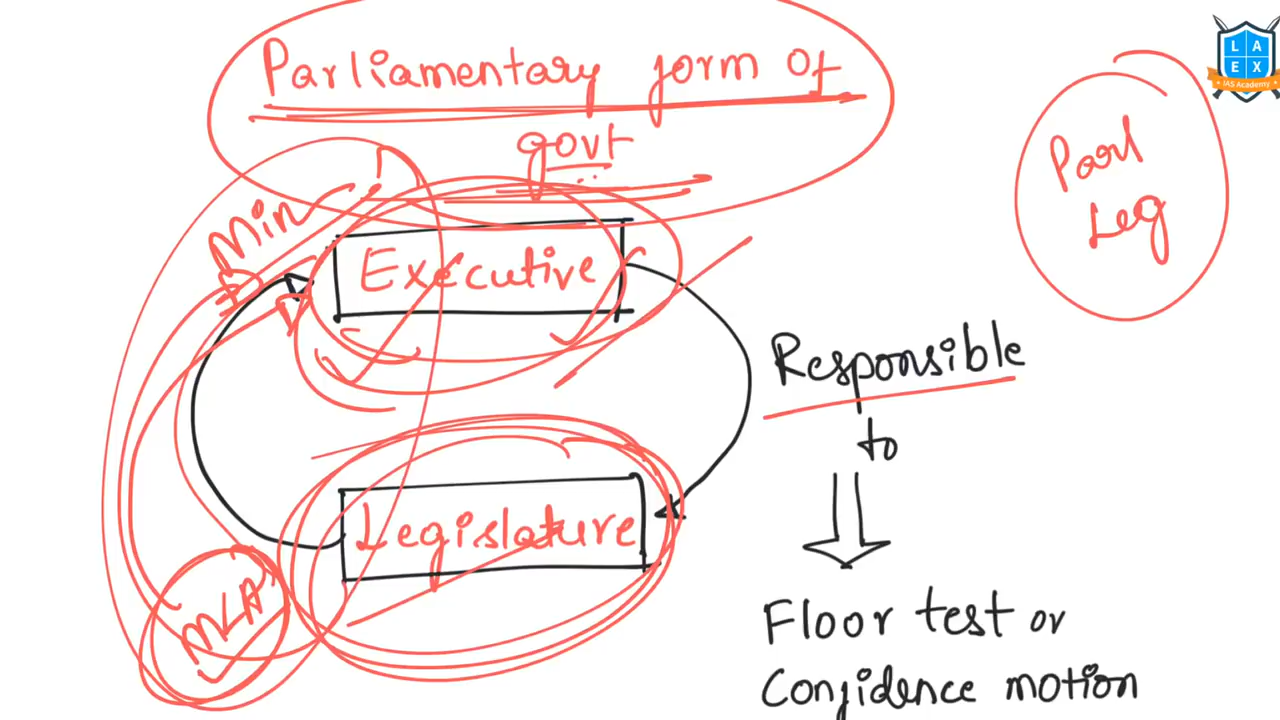 Parliamentary form of
govt
L A
E X
IAS Academy
Parl
Leg
Min
Executive
Responsible
to
Legislature
MLA
Floor test or
Confidence motion